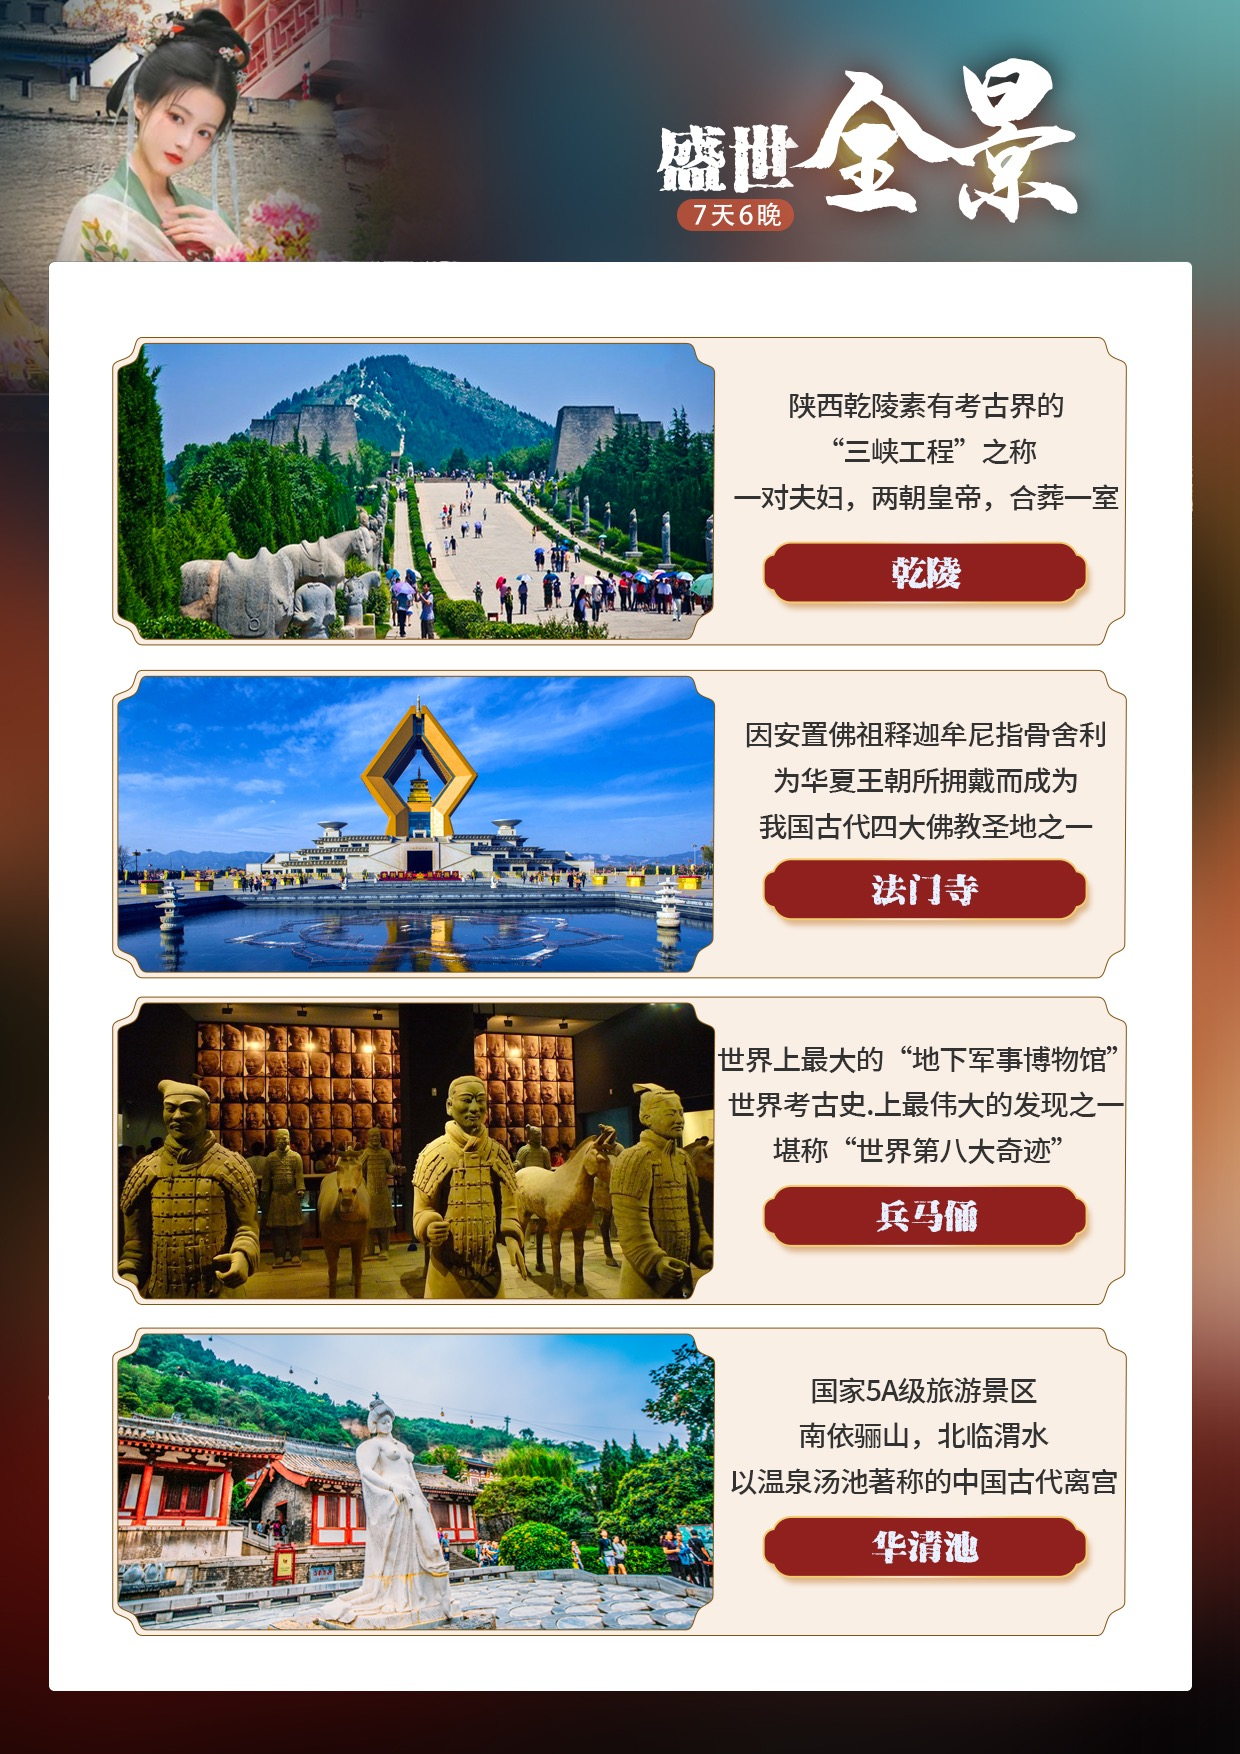 盛世全景
7天6晚
陕西乾陵素有考古界的
“三峡工程”之称
一对夫妇，两朝皇帝，合葬一室
乾陵
因安置佛祖释迦牟尼指骨舍利
为华夏王朝所拥戴而成为
我国古代四大佛教圣地之一
法门寺
世界上最大的“地下军事博物馆”
世界考古史.上最伟大的发现之一
堪称“世界第八大奇迹”
兵马俑
国家5A级旅游景区
南依骊山，北临渭水
以温泉汤池著称的中国古代离宫
华清池